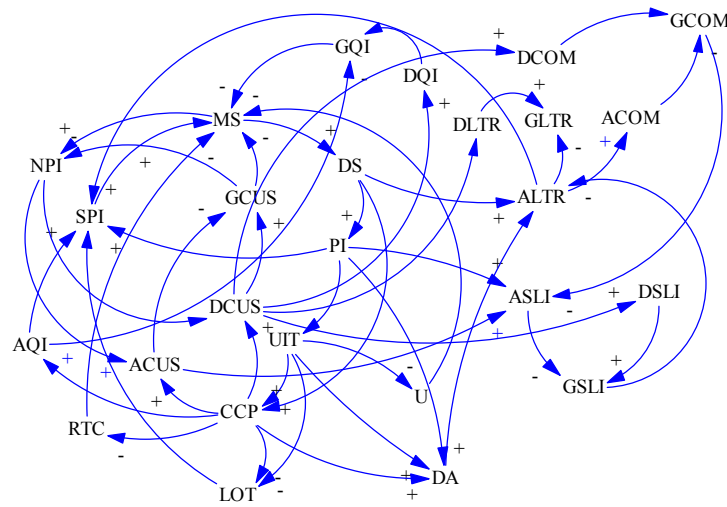 GCOM
GQI
DCOM
DQI
MS
DLTR
GLTR
ACOM
NPI
DS
GCUS
ALTR
SPI
PI
DCUS
ASLI
DSLI
AQI
ACUS
UIT
GSLI
U
CCP
RTC
DA
LOT